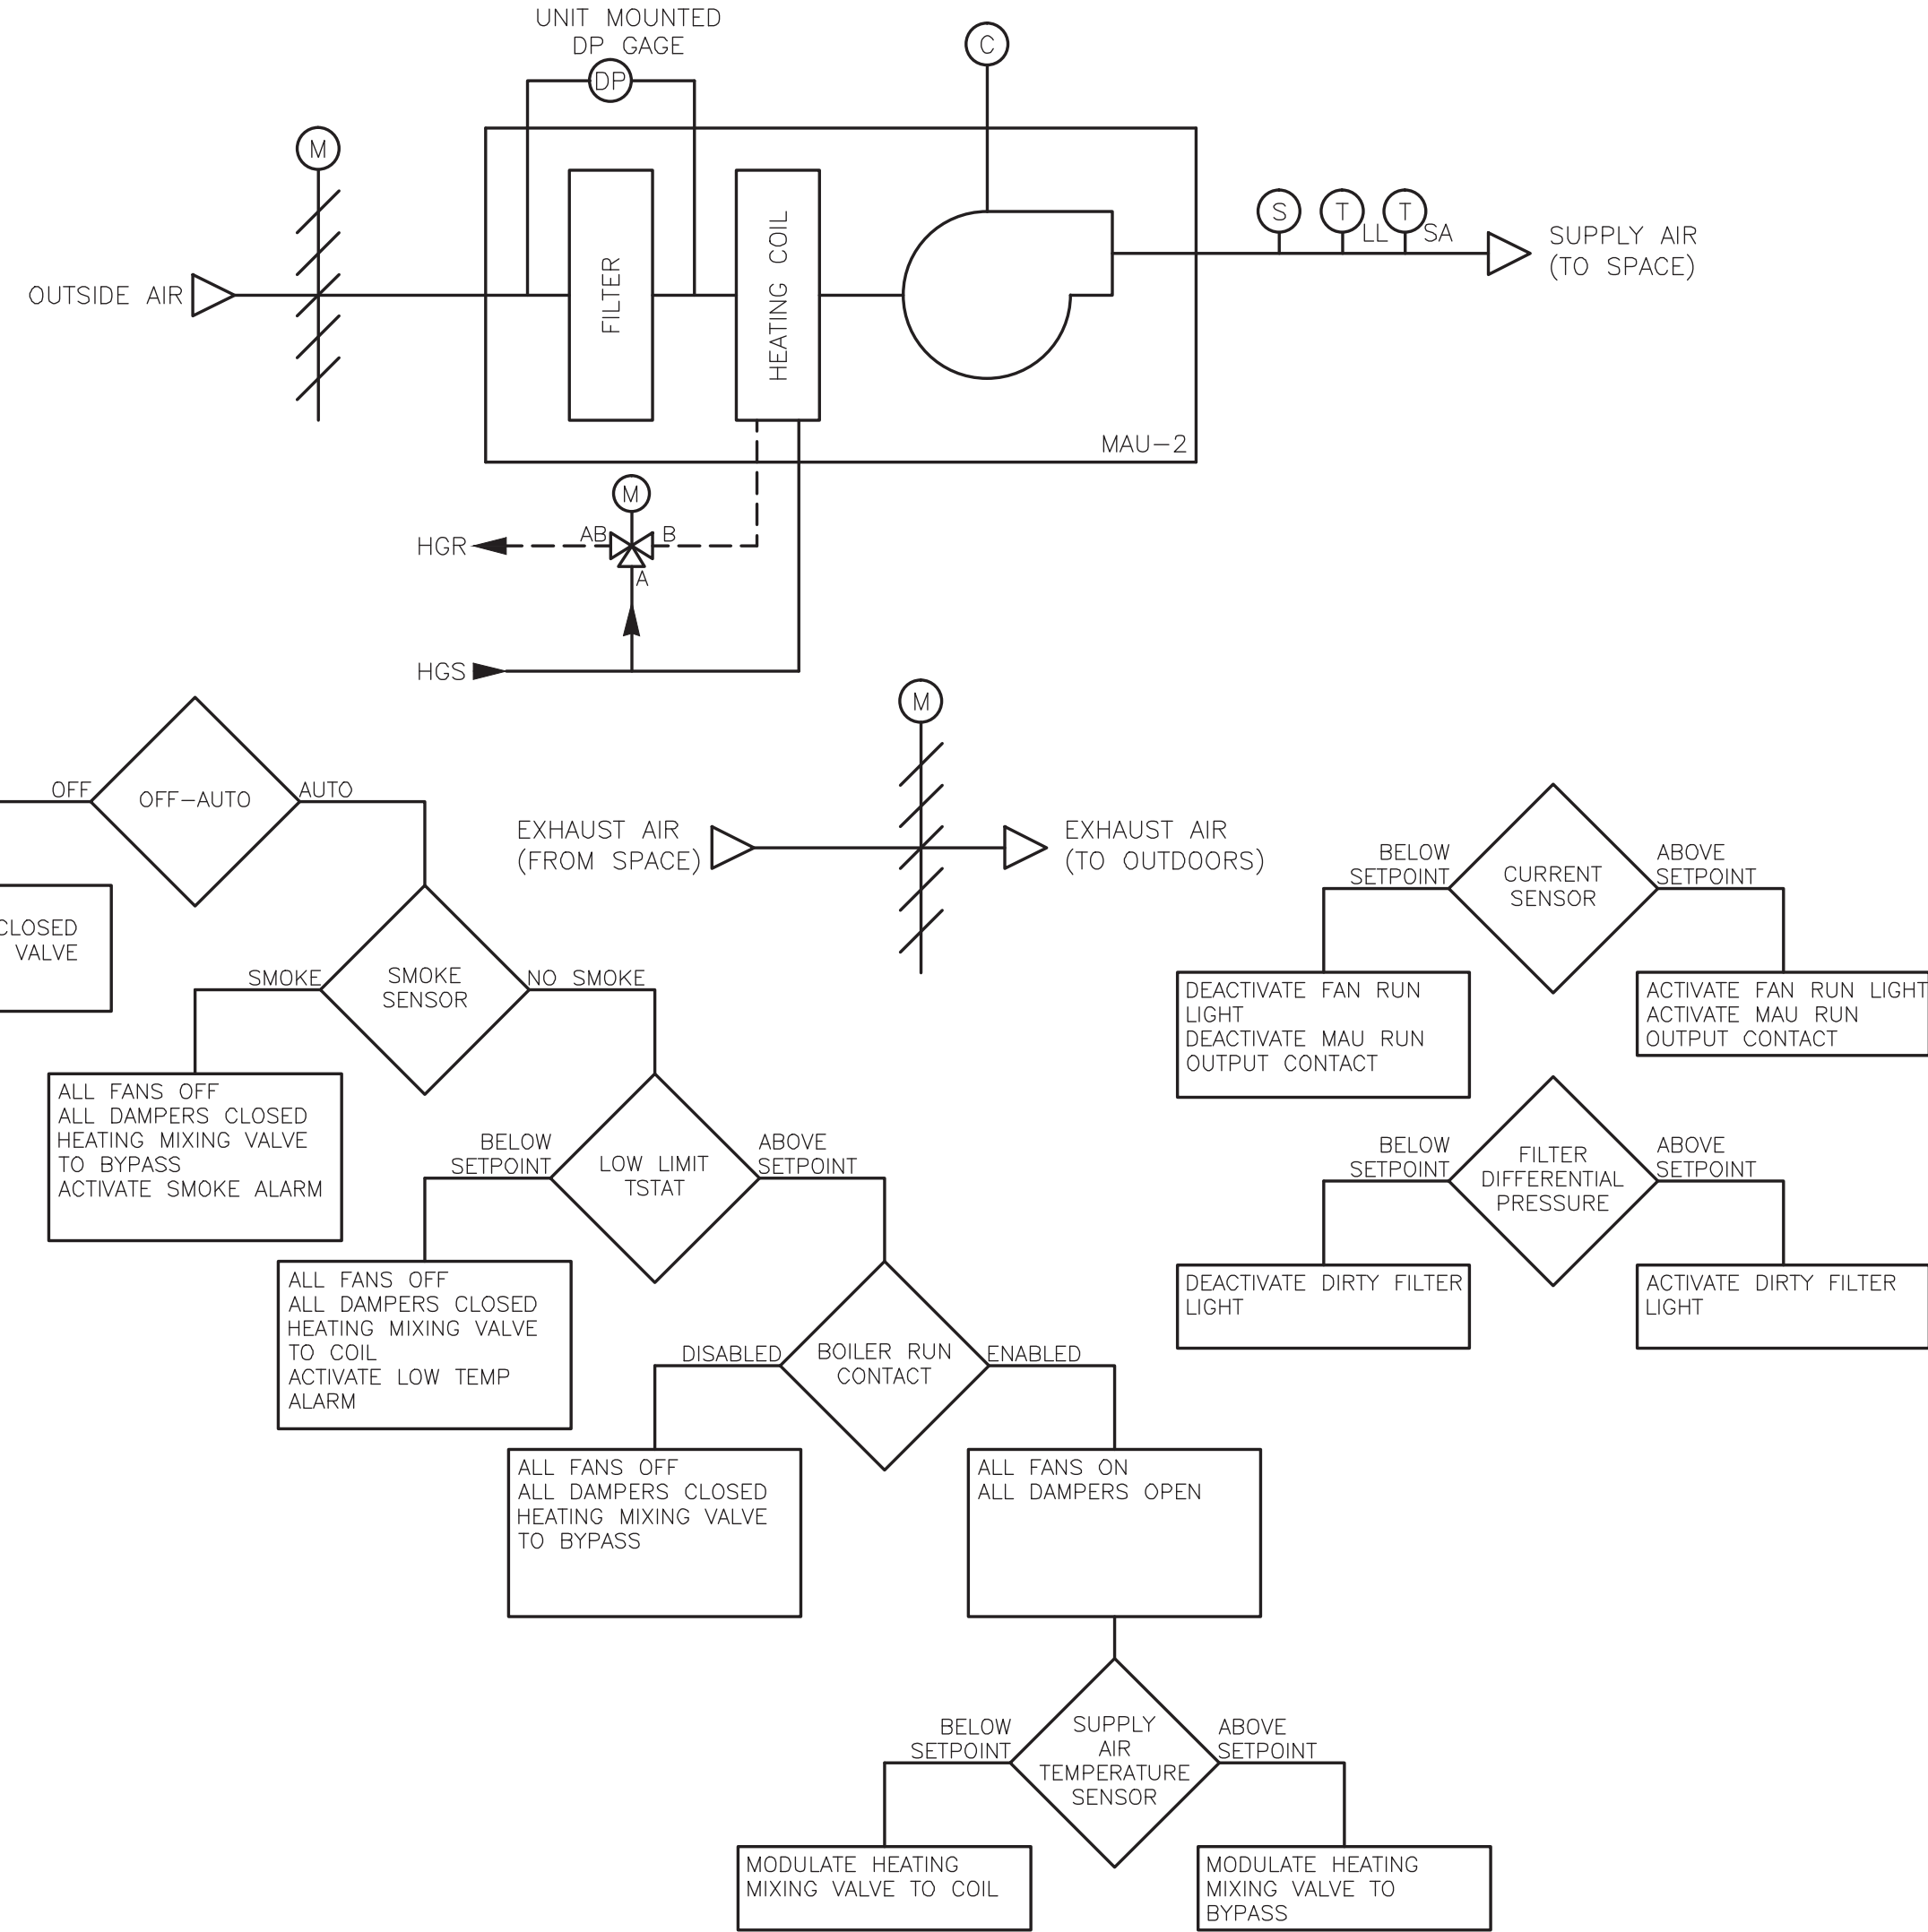 UNIT MOUNTED
DP GAGE
DP
C
M
S
T
LL
T
SA
SUPPLY AIR
(TO SPACE)
OUTSIDE AIR
FILTER
HEATING COIL
MAU-2
M
AB
B
HGR
A
HGS
M
OFF
OFF-AUTO
AUTO
EXHAUST AIR
(FROM SPACE)
EXHAUST AIR
(TO OUTDOORS)
BELOW
SETPOINT
CURRENT
SENSOR
ABOVE
SETPOINT
CLOSED
VALVE
SMOKE
SMOKE
SENSOR
NO SMOKE
DEACTIVATE FAN RUN
LIGHT
DEACTIVATE MAU RUN
OUTPUT CONTACT
ACTIVATE FAN RUN LIGHT
ACTIVATE MAU RUN
OUTPUT CONTACT
ALL FANS OFF
ALL DAMPERS CLOSED
HEATING MIXING VALVE
TO BYPASS
ACTIVATE SMOKE ALARM
BELOW
SETPOINT
LOW LIMIT
TSTAT
ABOVE
SETPOINT
BELOW
SETPOINT
FILTER
DIFFERENTIAL
PRESSURE
ABOVE
SETPOINT
DEACTIVATE DIRTY FILTER
LIGHT
ACTIVATE DIRTY FILTER
LIGHT
ALL FANS OFF
ALL DAMPERS CLOSED
HEATING MIXING VALVE
TO COIL
ACTIVATE LOW TEMP
ALARM
DISABLED
BOILER RUN
CONTACT
ENABLED
ALL FANS OFF
ALL DAMPERS CLOSED
HEATING MIXING VALVE
TO BYPASS
ALL FANS ON
ALL DAMPERS OPEN
BELOW
SETPOINT
SUPPLY
AIR
TEMPERATURE
SENSOR
ABOVE
SETPOINT
MODULATE HEATING
MIXING VALVE TO COIL
MODULATE HEATING
MIXING VALVE TO
BYPASS